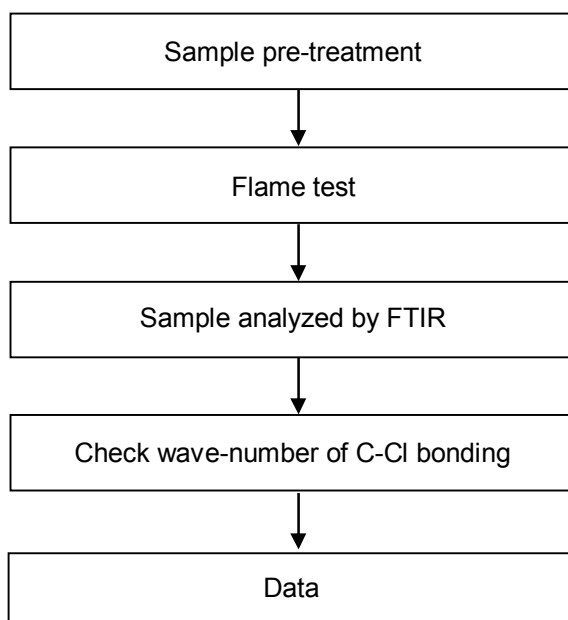 Sample pre-treatment
Flame test
Sample analyzed by FTIR
Check wave-number of C-Cl bonding
Data